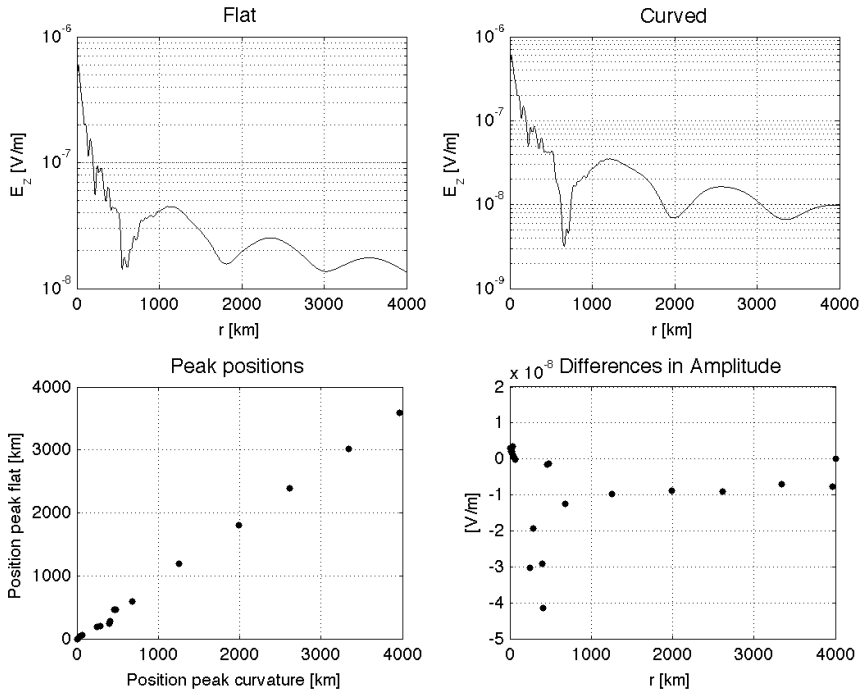 Flat
10^-6
10^-7
10^-8
E_Z [V/m]
0 1000 2000 3000 4000
r [km]
Curved
10^-6
10^-7
10^-8
10^-9
E_Z [V/m]
0 1000 2000 3000 4000
r [km]
Peak positions
4000
3000
2000
1000
0
Position peak flat [km]
0 1000 2000 3000 4000
Position peak curvature [km]
x 10^-8 Differences in Amplitude
2
1
0
-1
-2
-3
-4
-5
[V/m]
0 1000 2000 3000 4000
r [km]